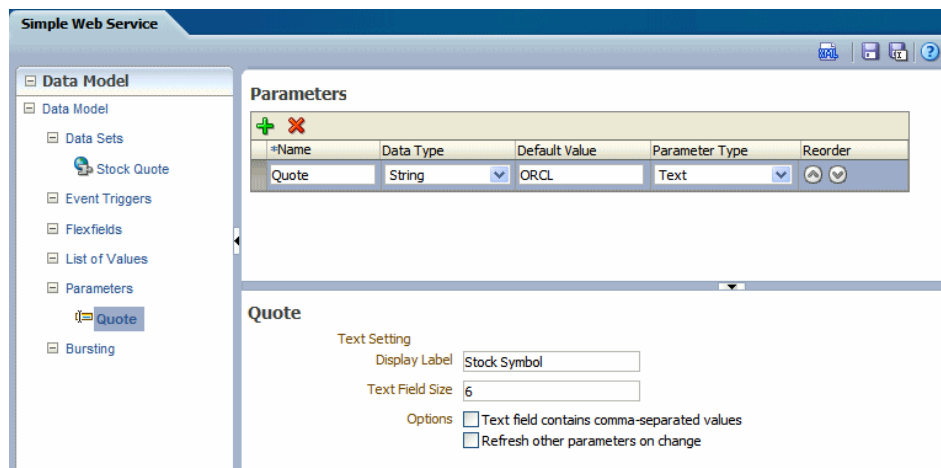 Simple Web Service
XML
Data Model
Data Model
Data Sets
Stock Quote
Event Triggers
Flexfields
List of Values
Parameters
Quote
Bursting
Parameters
*Name Data Type Default Value Parameter Type Reorder
Quote String ORCL Text
Quote
Text Setting
Display Label Stock Symbol
Text Field Size 6
Options Text field contains comma-separated values
Refresh other parameters on change